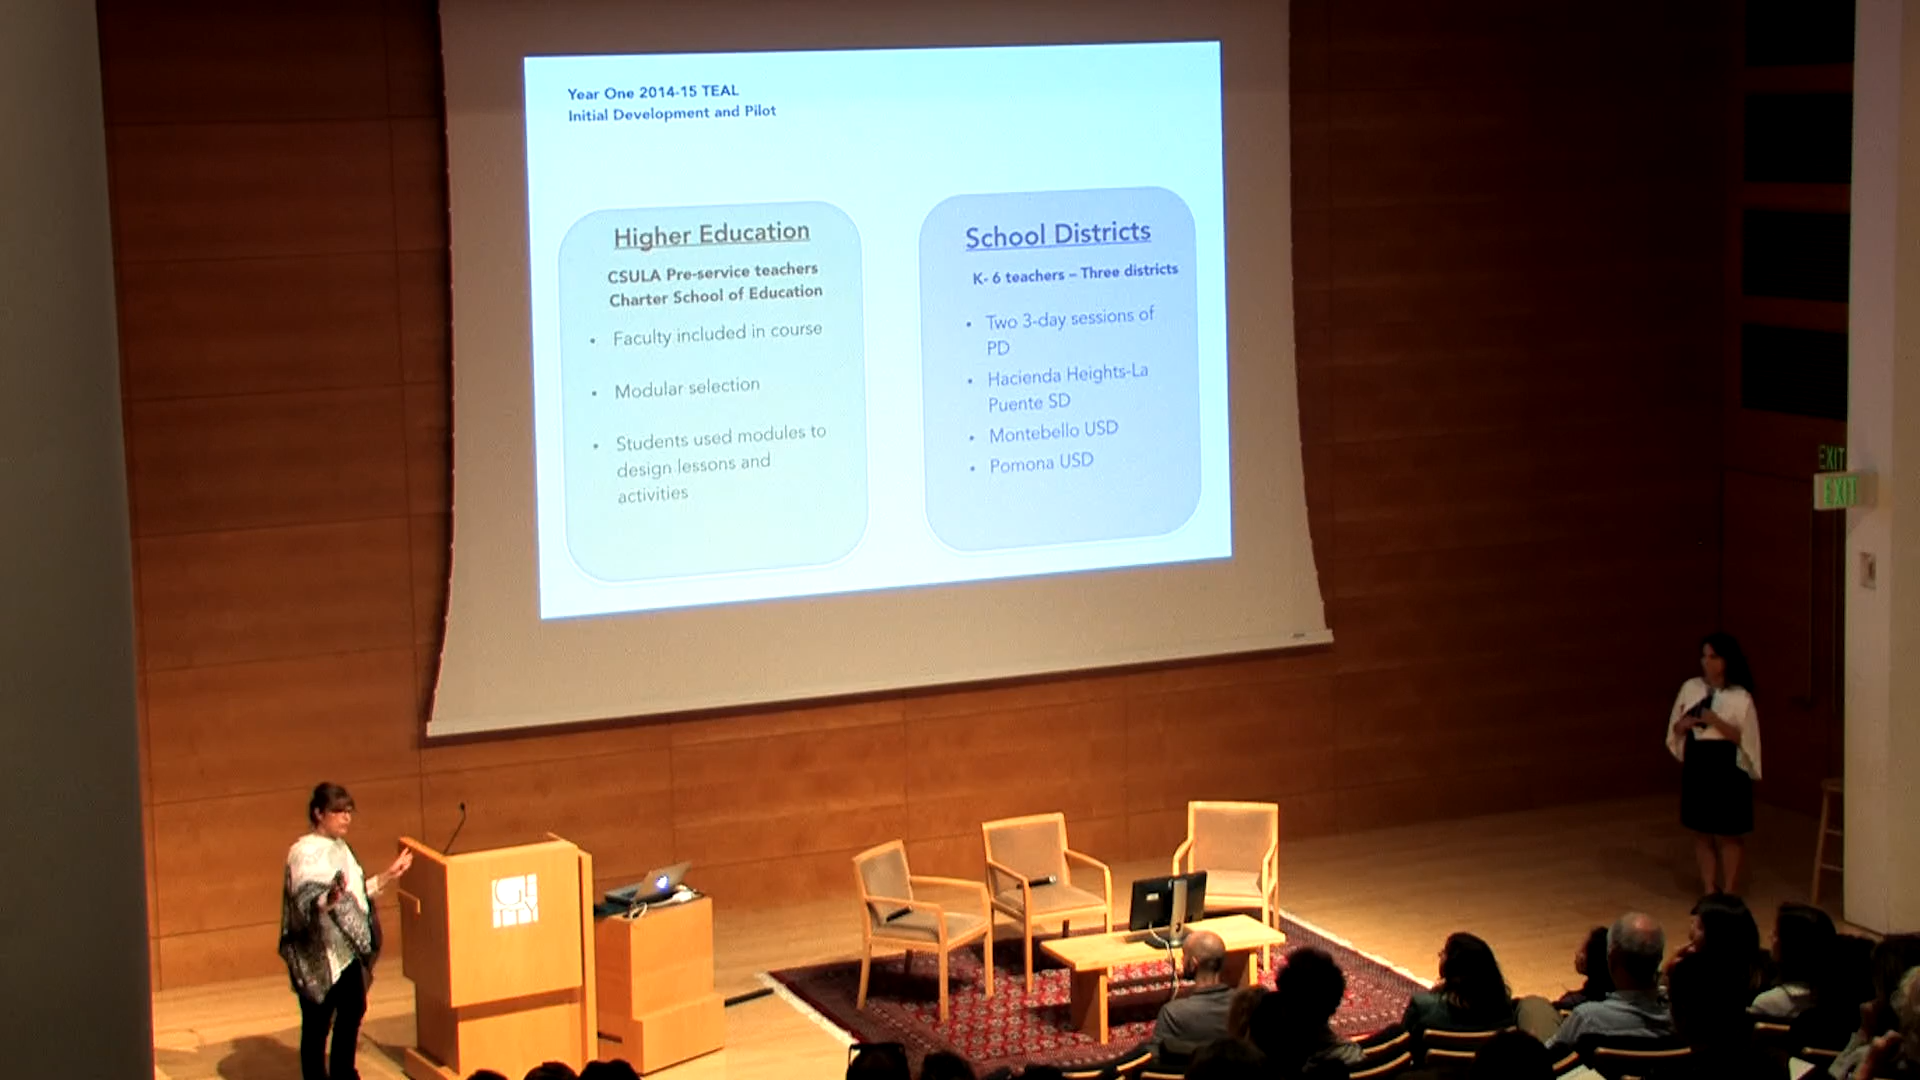 Year One 2014-15 TEAL
Initial Development and Pilot
Higher Education
CSULA Pre-service teachers
Charter School of Education
• Faculty included in course
• Modular selection
• Students used modules to
design lessons and
activities
School Districts
K- 6 teachers – Three districts
• Two 3-day sessions of
PD
• Hacienda Heights-La
Puente SD
• Montebello USD
• Pomona USD
EXIT
EXIT